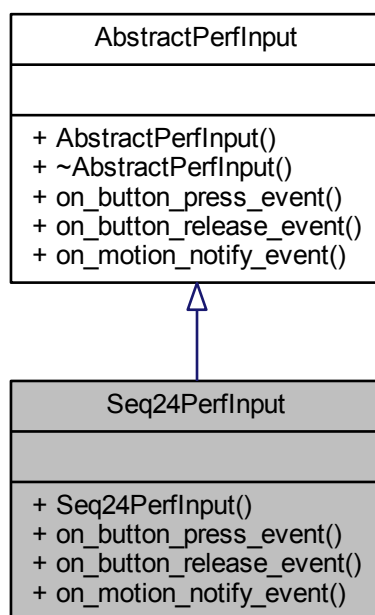 AbstractPerfInput
+ AbstractPerfInput()
+ ~AbstractPerfInput()
+ on_button_press_event()
+ on_button_release_event()
+ on_motion_notify_event()
Seq24PerfInput
+ Seq24PerfInput()
+ on_button_press_event()
+ on_button_release_event()
+ on_motion_notify_event()